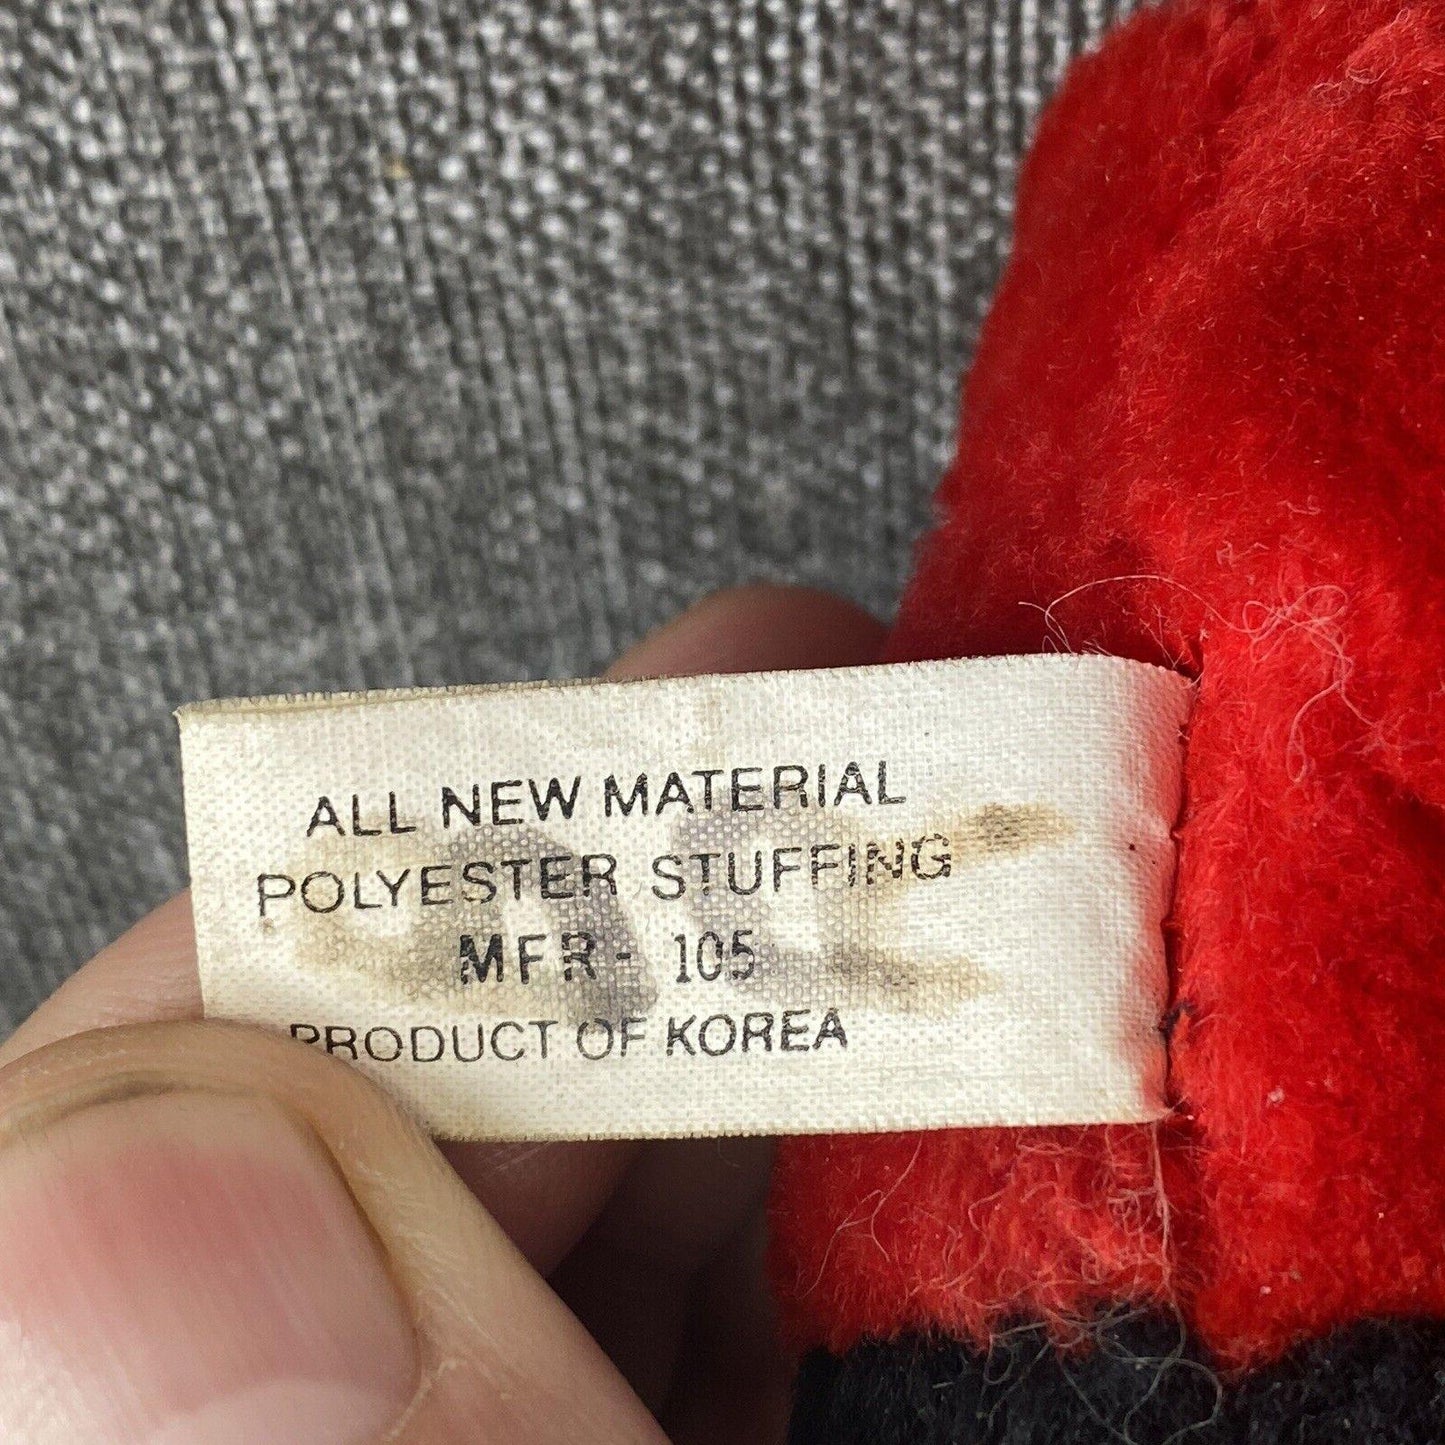 ALL NEW MATERIAL
POLYESTER STUFFING
MFR- 105
PRODUCT OF KOREA